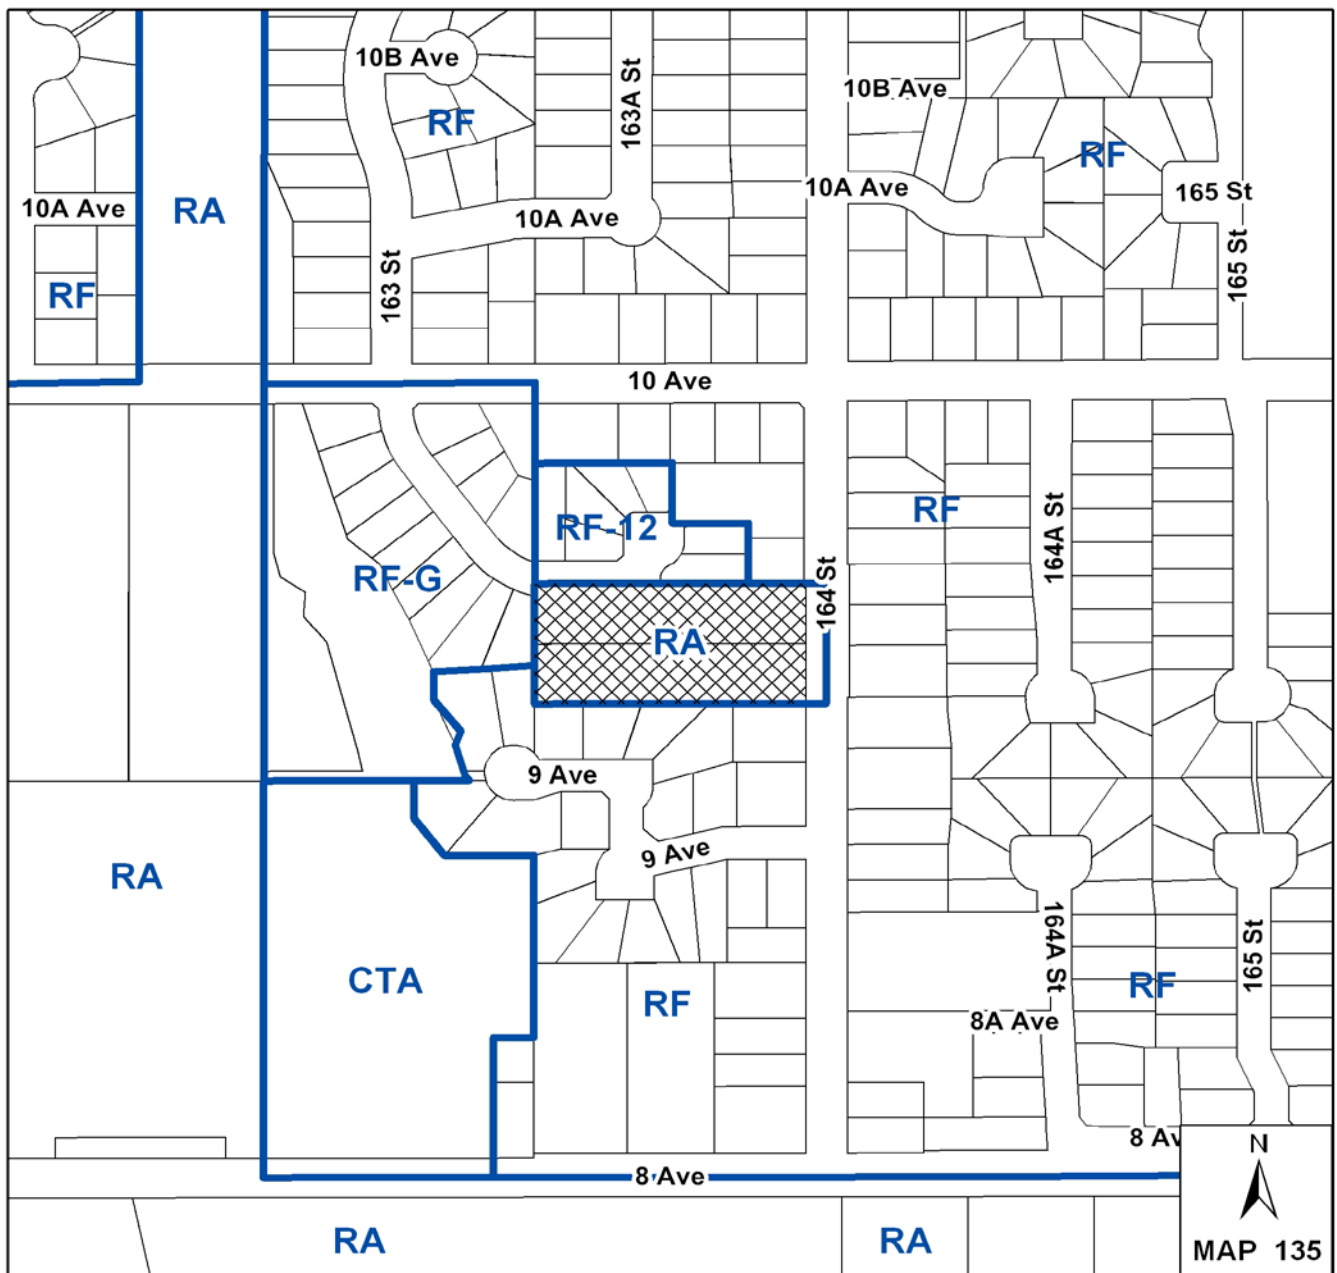 10B Ave
RF
163A St
10B Ave
RF
10A Ave
RA
10A Ave
10A Ave
165 St
RF
163 St
165 St
10 Ave
RF-12
RF
164A St
RF-G
164 St
RA
9 Ave
9 Ave
RA
CTA
RF
164A St
RF
165 St
8A Ave
8 Av
8 Ave
N
RA
RA
MAP 135